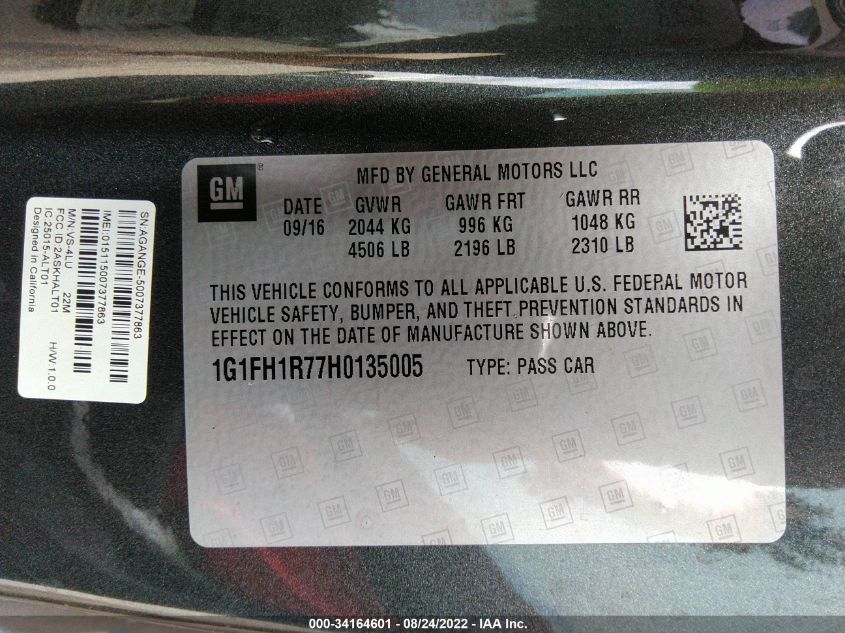 GM
MFD BY GENERAL MOTORS LLC
DATE GVWR GAWR FRT GAWR RR
09/16 2044 KG 996 KG 1048 KG
4506 LB 2196 LB 2310 LB
THIS VEHICLE CONFORMS TO ALL APPLICABLE U.S. FEDERAL MOTOR
VEHICLE SAFETY, BUMPER, AND THEFT PREVENTION STANDARDS IN
EFFECT ON THE DATE OF MANUFACTURE SHOWN ABOVE.
1G1FH1R77H0135005 TYPE: PASS CAR
SN:AGANGE-5007377863
IMEI:015115007377863
M/N:VS-4LU 22M H/W:1.0.0
FCC ID:2ASKHALT01
IC:25015-ALT01
Designed in California
000-34164601 - 08/24/2022 - IAA Inc.